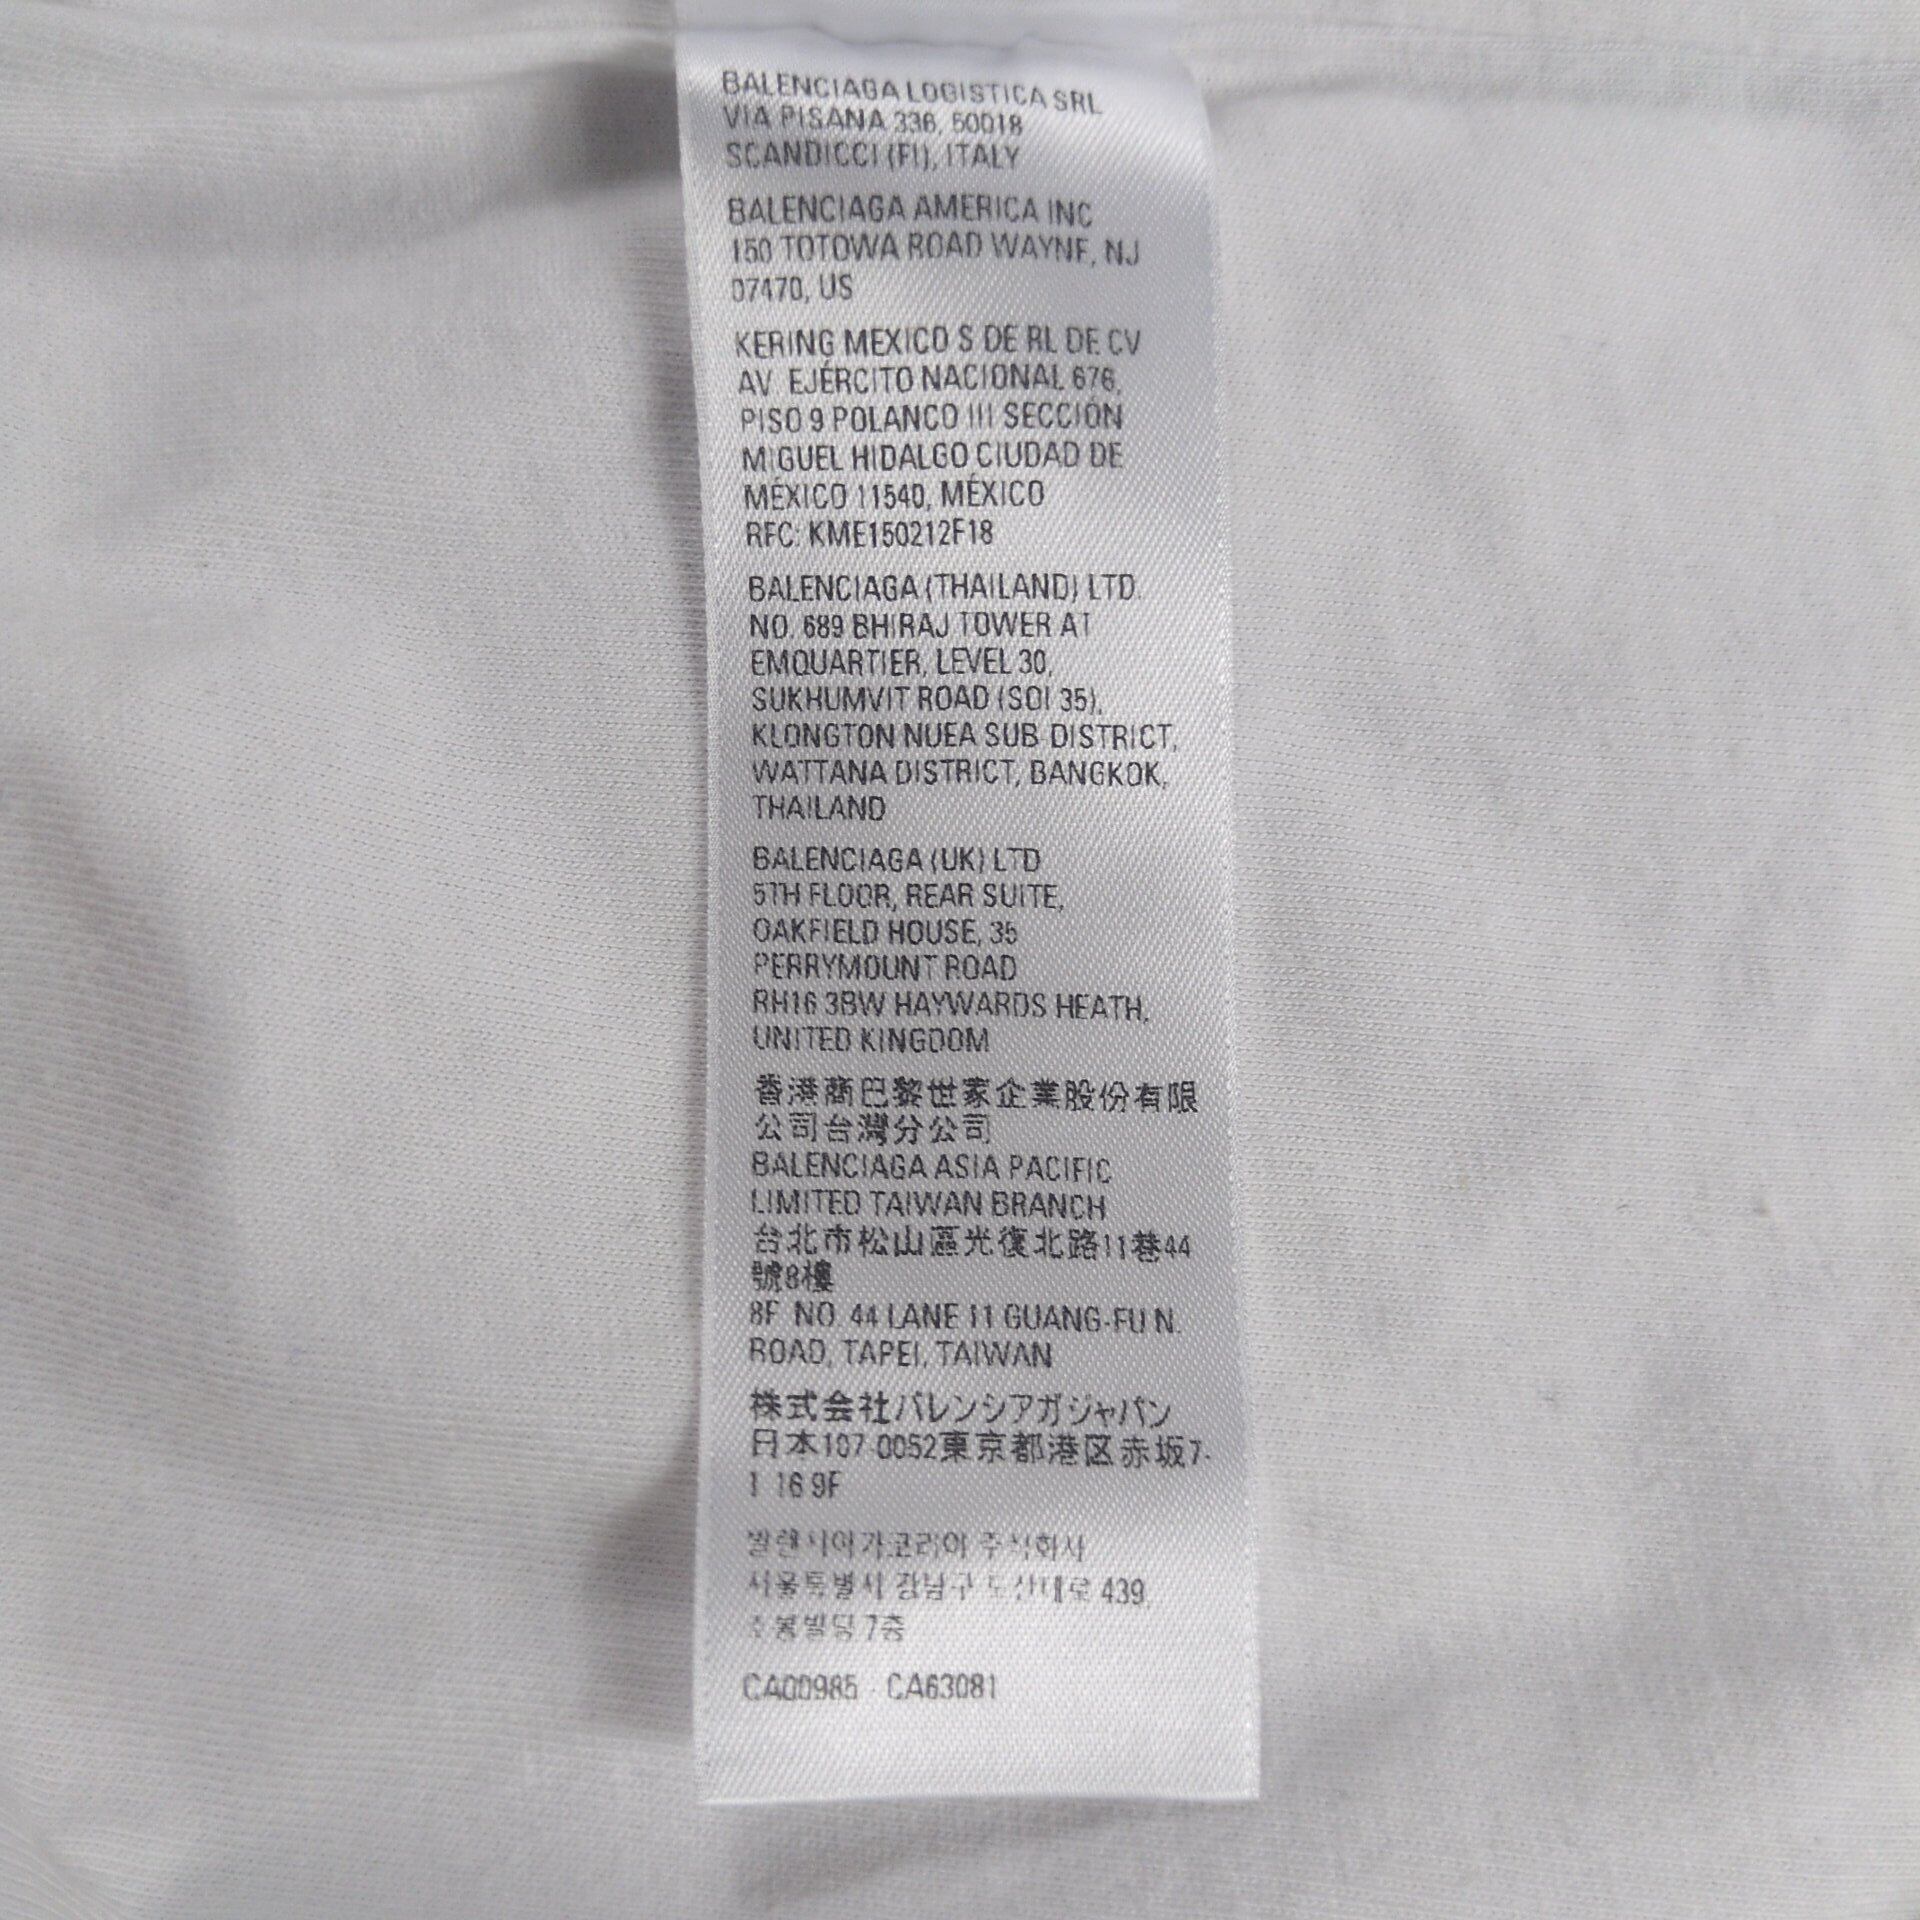 BALENCIAGA LOGISTICA SRL
VIA PISANA 336, 50018
SCANDICCI (FI), ITALY
BALENCIAGA AMERICA INC
150 TOTOWA ROAD WAYNE, NJ
07470, US
KERING MEXICO S DE RL DE CV
AV. EJÉRCITO NACIONAL 676,
PISO 9 POLANCO III SECCIÓN
MIGUEL HIDALGO CIUDAD DE
MÉXICO 11540, MÉXICO
RFC: KME150212F18
BALENCIAGA (THAILAND) LTD.
NO. 689 BHIRAJ TOWER AT
EMQUARTIER, LEVEL 30,
SUKHUMVIT ROAD (SOI 35),
KLONGTON NUEA SUB-DISTRICT,
WATTANA DISTRICT, BANGKOK,
THAILAND
BALENCIAGA (UK) LTD
5TH FLOOR, REAR SUITE,
OAKFIELD HOUSE, 35
PERRYMOUNT ROAD
RH16 3BW HAYWARDS HEATH,
UNITED KINGDOM
香港商巴黎世家企業股份有限
公司台灣分公司
BALENCIAGA ASIA PACIFIC
LIMITED TAIWAN BRANCH
台北市松山區光復北路11巷44
號8樓
8F NO. 44 LANE 11 GUANG-FU N.
ROAD, TAPEI, TAIWAN
株式会社バレンシアガジャパン
日本107-0052東京都港区赤坂7-
1-16 9F
발렌시아가코리아 주식회사
서울특별시 강남구 도산대로 439,
빌딩 7층
CA00985 - CA63081